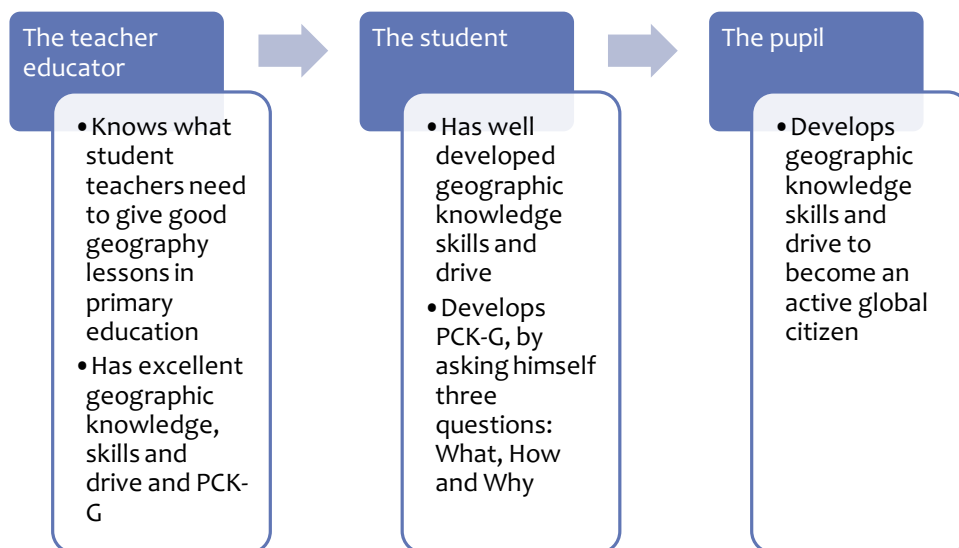 The teacher
educator
•Knows what
student
teachers need
to give good
geography
lessons in
primary
education
•Has excellent
geographic
knowledge,
skills and
drive and PCK-
G
The student
•Has well
developed
geographic
knowledge
skills and
drive
•Develops
PCK-G, by
asking himself
three
questions:
What, How
and Why
The pupil
•Develops
geographic
knowledge
skills and
drive to
become an
active global
citizen